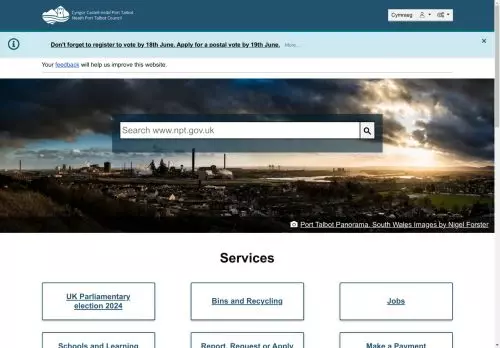 Cyngor Castell-nedd Port Talbot
Neath Port Talbot Council
Cymraeg
Don't forget to register to vote by 18th June. Apply for a postal vote by 19th June. More...
Your feedback will help us improve this website.
Search www.npt.gov.uk
Port Talbot Panorama, South Wales Images by Nigel Forster
Services
UK Parliamentary
election 2024
Bins and Recycling
Jobs
Schools and Learning
Report, Request or Apply
Make a Payment